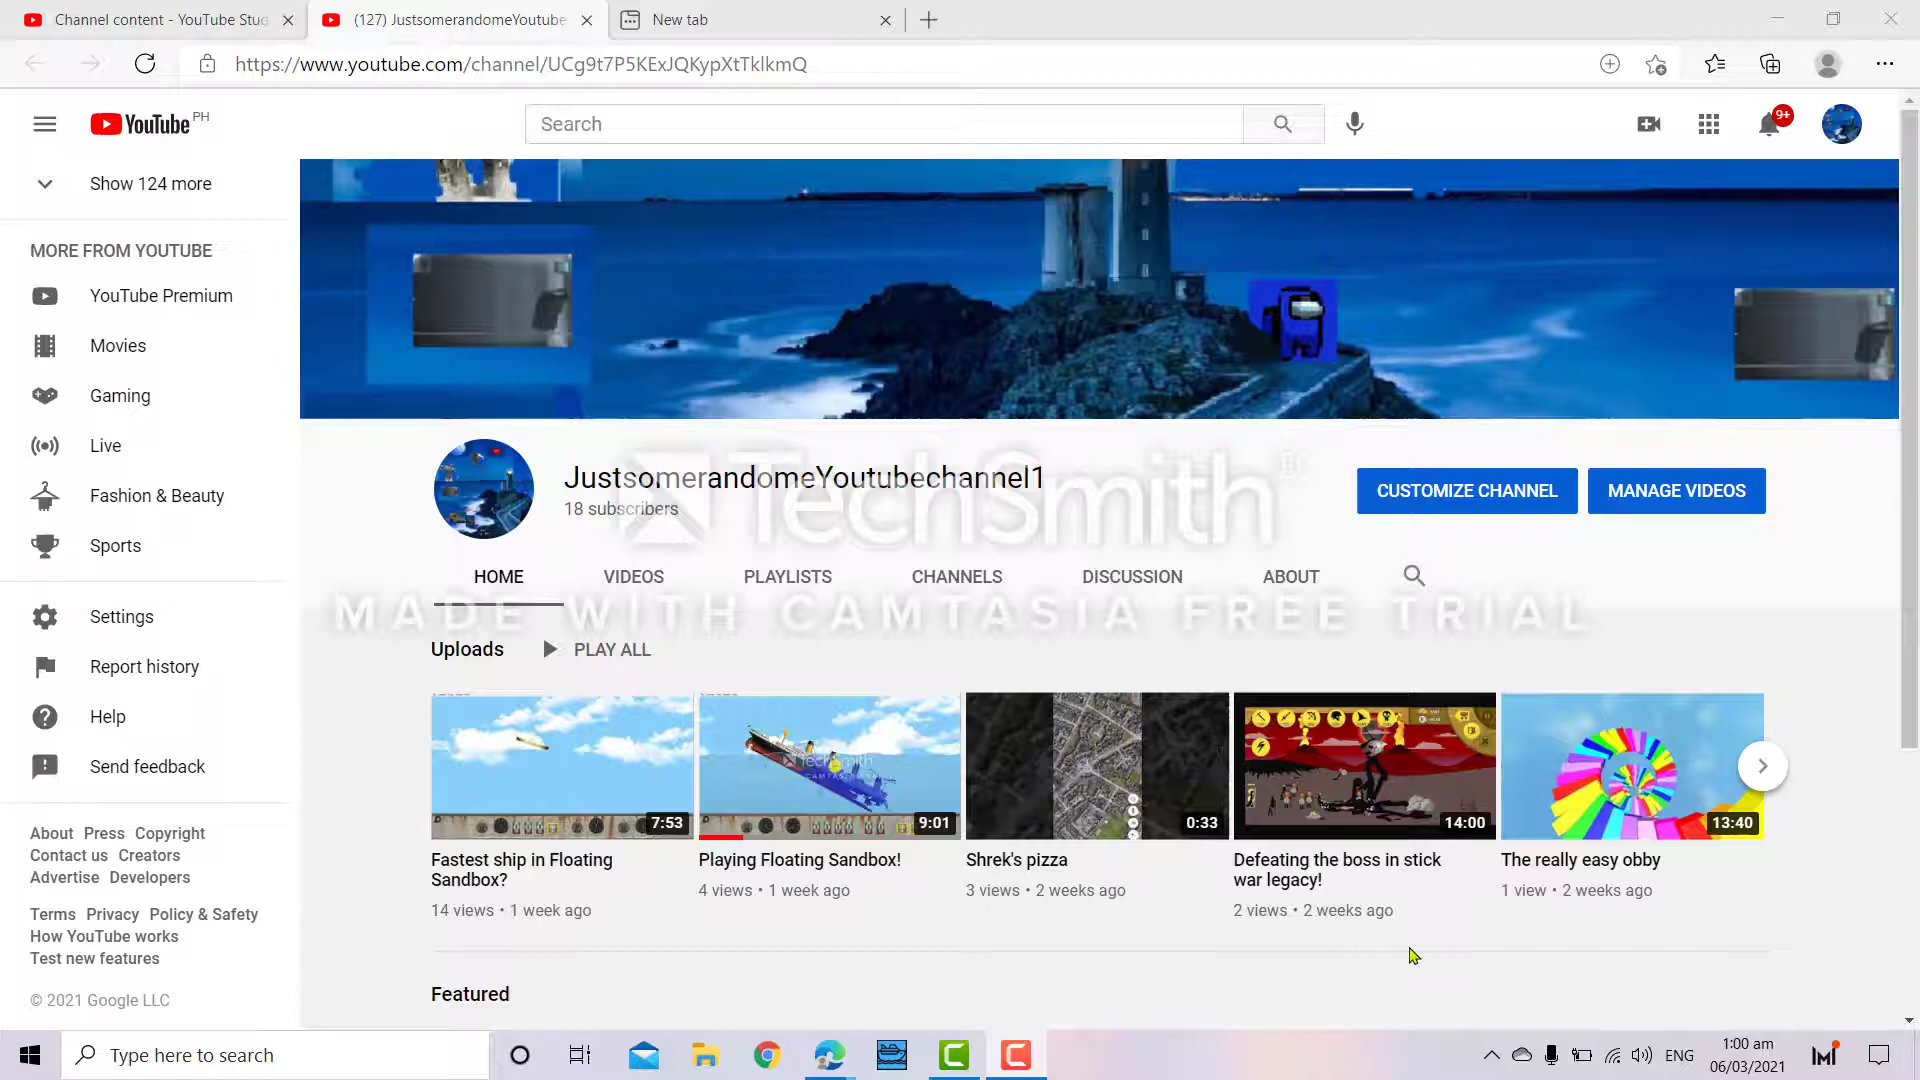 Channel content - YouTube Stu
(127) JustsomerandomeYoutube
New tab
https://www.youtube.com/channel/UCg9t7P5KExJQKypXtTklkmQ
YouTube PH
Search
9+
Show 124 more
MORE FROM YOUTUBE
YouTube Premium
Movies
Gaming
Live
Fashion & Beauty
Sports
Settings
Report history
Help
Send feedback
About Press Copyright
Contact us Creators
Advertise Developers
Terms Privacy Policy & Safety
How YouTube works
Test new features
© 2021 Google LLC
JustsomerandomeYoutubechannel1
18 subscribers
CUSTOMIZE CHANNEL
MANAGE VIDEOS
TechSmith
HOME VIDEOS PLAYLISTS CHANNELS DISCUSSION ABOUT
MADE WITH CAMTASIA FREE TRIAL
Uploads PLAY ALL
7:53
Fastest ship in Floating
Sandbox?
14 views • 1 week ago
TechSmith
9:01
Playing Floating Sandbox!
4 views • 1 week ago
0:33
Shrek's pizza
3 views • 2 weeks ago
14:00
Defeating the boss in stick
war legacy!
2 views • 2 weeks ago
13:40
The really easy obby
1 view • 2 weeks ago
Featured
Type here to search
ENG
1:00 am
06/03/2021